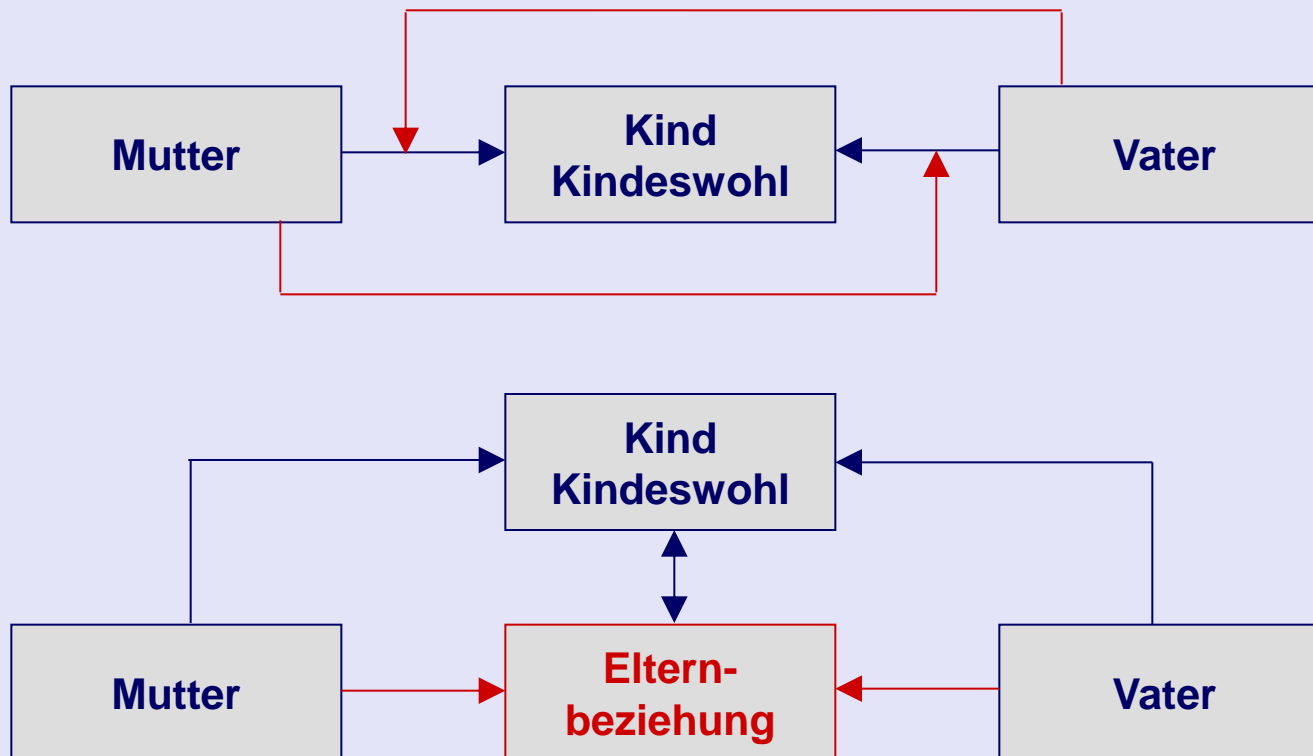 Mutter
Kind
Kindeswohl
Vater
Kind
Kindeswohl
Mutter
Eltern-
beziehung
Vater